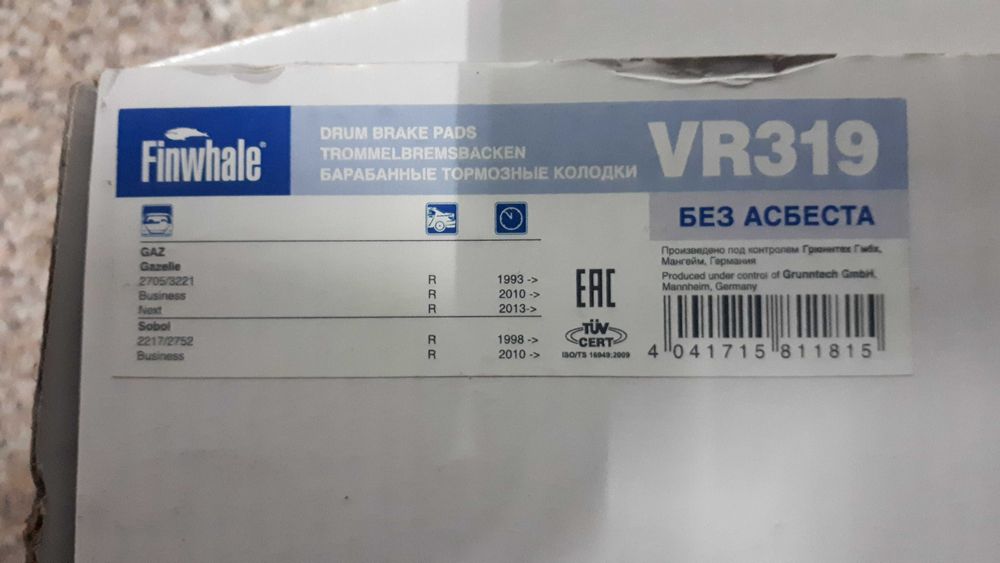 Finwhale®
DRUM BRAKE PADS
TROMMELBREMSBACKEN
БАРАБАННЫЕ ТОРМОЗНЫЕ КОЛОДКИ
VR319
БЕЗ АСБЕСТА
GAZ
Gazelle
2705/3221 R 1993 ->
Business R 2010 ->
Next R 2013->
Sobol
2217/2752 R 1998 ->
Business R 2010 ->
EAC
TÜV
CERT
ISO/TS 16949:2009
Произведено под контролем Грюннтех Гмбх,
Мангейм, Германия
Produced under control of Grunntech GmbH,
Mannheim, Germany
4 041715 811815